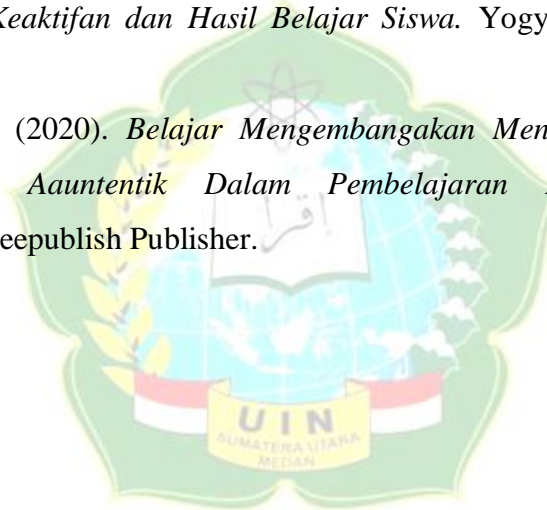 Keaktifan dan Hasil Belajar Siswa. Yogy
(2020). Belajar Mengembangakan Men
Aauntentik Dalam Pembelajaran
eepublish Publisher.
اقرأ
UIN
SUMATERA UTARA
MEDAN